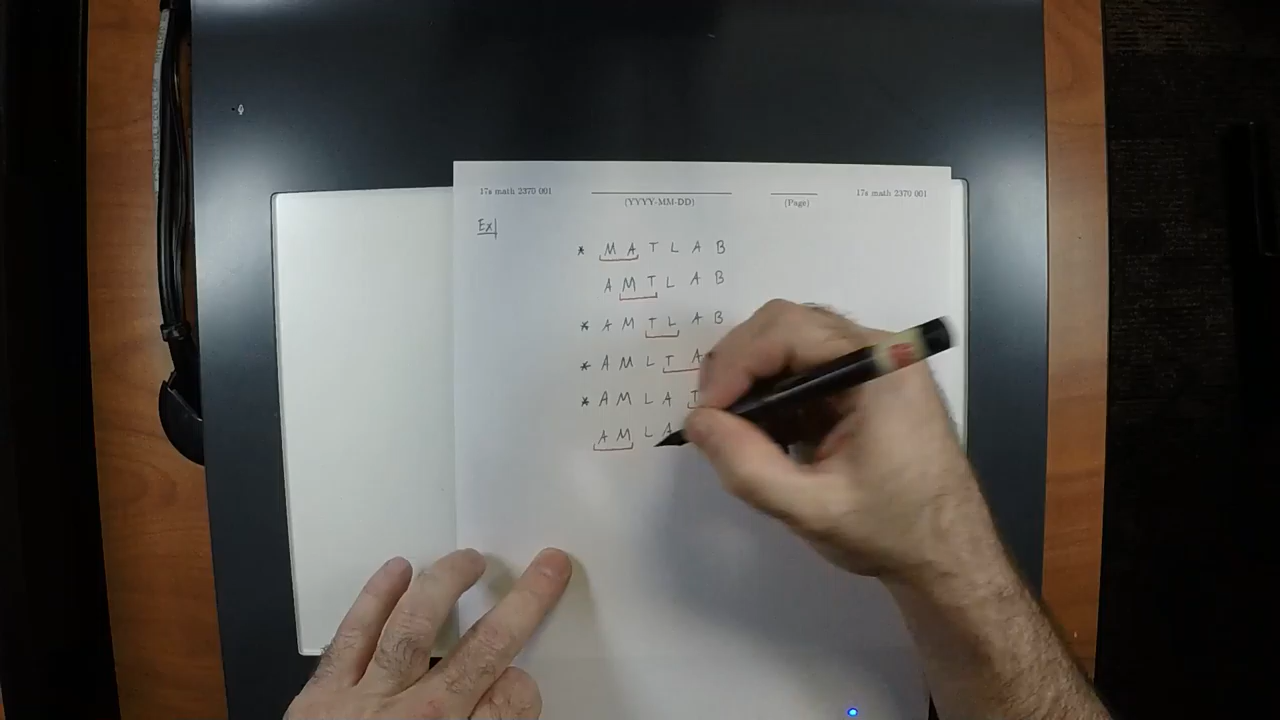 17s math 2370 001 (YYYY-MM-DD) (Page) 17s math 2370 001
Ex|
* M A T L A B
A M T L A B
* A M T L A B
* A M L T A
* A M L A T
A M L A